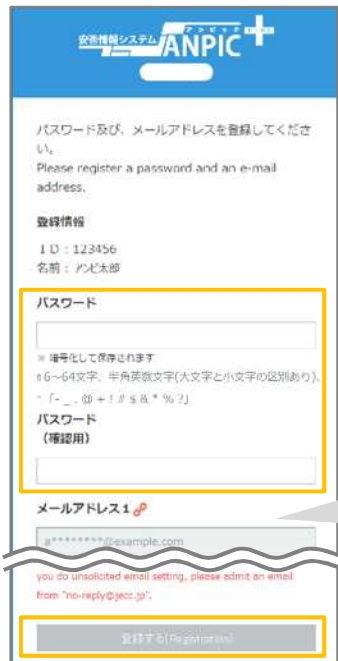 安否情報システム ANPIC
アンピック
パスワード及び、メールアドレスを登録してくださ
い。
Please register a password and an e-mail
address.
登録情報
ID:123456
名前: アンピ太郎
パスワード
※ 暗号化して保存されます
6〜64文字、半角英数文字(大文字と小文字の区別あり)、
「- _ . @ + ! # $ & * % ?」
パスワード
(確認用)
メールアドレス1
a********@example.com
you do unsolicited email setting, please admit an email
from "no-reply@jecc.jp".
登録する(Registration)